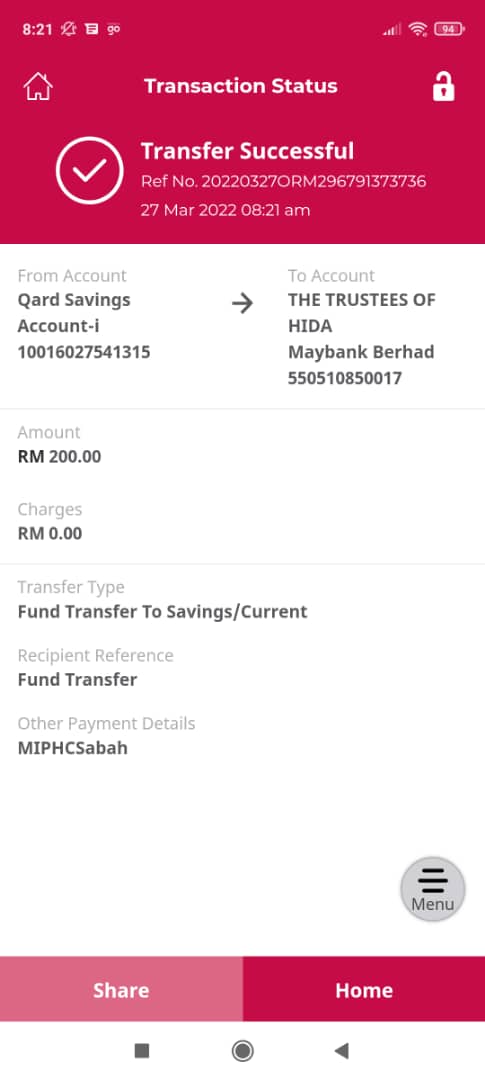 8:21 go 94
Transaction Status
Transfer Successful
Ref No. 20220327ORM296791373736
27 Mar 2022 08:21 am
From Account
Qard Savings
Account-i
10016027541315
To Account
THE TRUSTEES OF
HIDA
Maybank Berhad
550510850017
Amount
RM 200.00
Charges
RM 0.00
Transfer Type
Fund Transfer To Savings/Current
Recipient Reference
Fund Transfer
Other Payment Details
MIPHCSabah
Menu
Share
Home